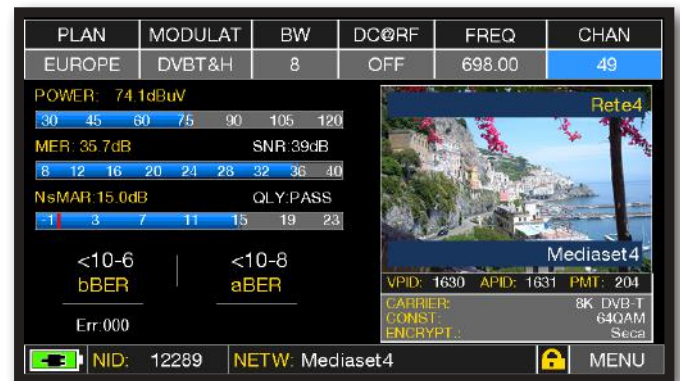 PLAN MODULAT BW DC@RF FREQ CHAN
EUROPE DVBT&H 8 OFF 698.00 49
POWER: 74.1dBuV
30 45 60 75 90 105 120
MER: 35.7dB SNR:39dB
8 12 16 20 24 28 32 36 40
NsMAR:15.0dB QLY:PASS
-1 3 7 11 15 19 23
<10-6 <10-8
bBER aBER
Err:000
Rete4
Mediaset4
VPID: 1630 APID: 1631 PMT: 204
CARRIER: 8K DVB-T
CONST: 64QAM
ENCRYPT.: Seca
NID: 12289 NETW: Mediaset4 MENU